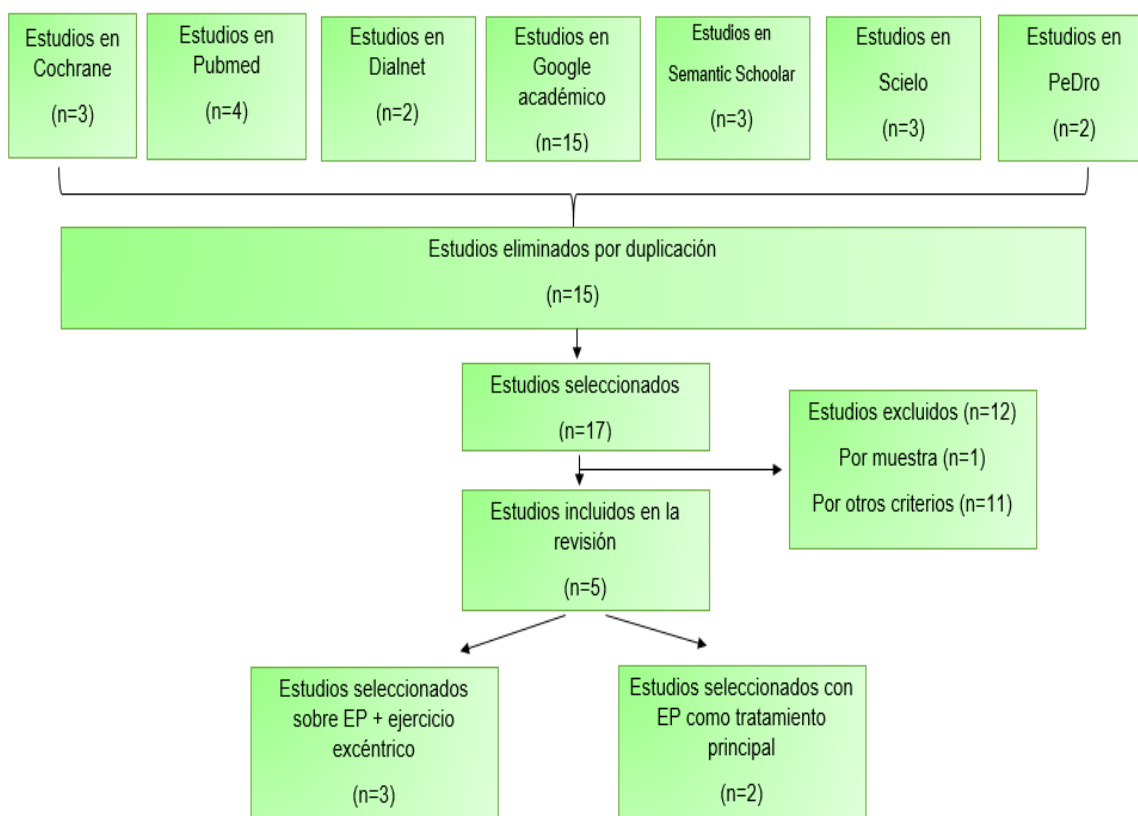 Estudios en
Cochrane
(n=3)
Estudios en
Pubmed
(n=4)
Estudios en
Dialnet
(n=2)
Estudios en
Google
académico
(n=15)
Estudios en
Semantic Schoolar
(n=3)
Estudios en
Scielo
(n=3)
Estudios en
PeDro
(n=2)
Estudios eliminados por duplicación
(n=15)
Estudios seleccionados
(n=17)
Estudios excluidos (n=12)
Por muestra (n=1)
Por otros criterios (n=11)
Estudios incluidos en la
revisión
(n=5)
Estudios seleccionados
sobre EP + ejercicio
excéntrico
(n=3)
Estudios seleccionados con
EP como tratamiento
principal
(n=2)